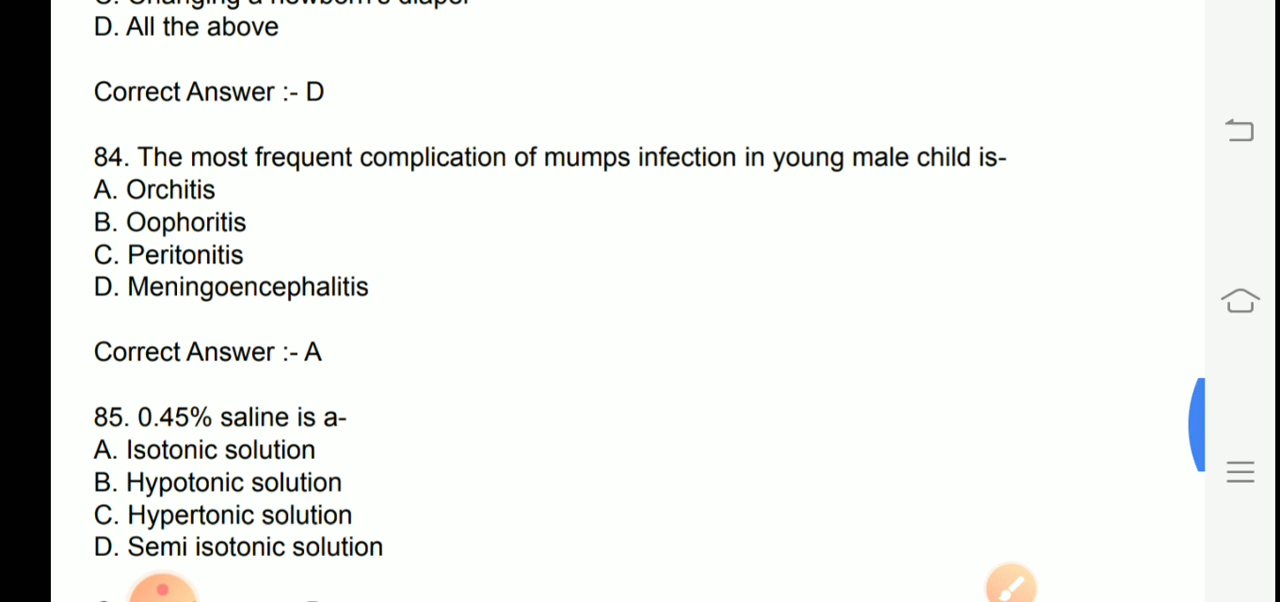 D. All the above
Correct Answer :- D
84. The most frequent complication of mumps infection in young male child is-
A. Orchitis
B. Oophoritis
C. Peritonitis
D. Meningoencephalitis
Correct Answer :- A
85. 0.45% saline is a-
A. Isotonic solution
B. Hypotonic solution
C. Hypertonic solution
D. Semi isotonic solution